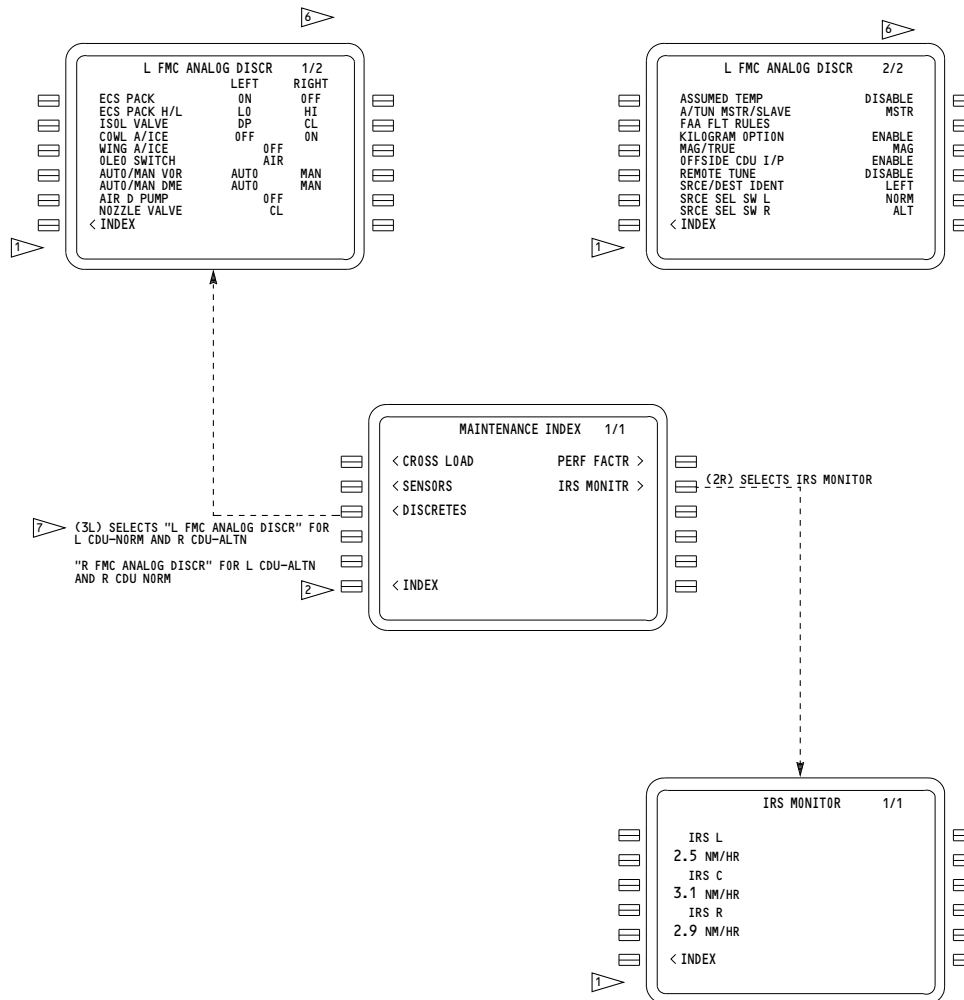 6
L FMC ANALOG DISCR 1/2
LEFT RIGHT
ECS PACK ON OFF
ECS PACK H/L LO HI
ISOL VALVE DP CL
COWL A/ICE OFF ON
WING A/ICE OFF
OLEO SWITCH AIR
AUTO/MAN VOR AUTO MAN
AUTO/MAN DME AUTO MAN
AIR D PUMP OFF
NOZZLE VALVE CL
< INDEX
1
6
L FMC ANALOG DISCR 2/2
ASSUMED TEMP DISABLE
A/TUN MSTR/SLAVE MSTR
FAA FLT RULES
KILOGRAM OPTION ENABLE
MAG/TRUE MAG
OFFSIDE CDU I/P ENABLE
REMOTE TUNE DISABLE
SRCE/DEST IDENT LEFT
SRCE SEL SW L NORM
SRCE SEL SW R ALT
< INDEX
1
MAINTENANCE INDEX 1/1
< CROSS LOAD PERF FACTR >
< SENSORS IRS MONITR >
< DISCRETES
< INDEX
(2R) SELECTS IRS MONITOR
7
(3L) SELECTS "L FMC ANALOG DISCR" FOR
L CDU-NORM AND R CDU-ALTN
"R FMC ANALOG DISCR" FOR L CDU-ALTN
AND R CDU NORM
2
IRS MONITOR 1/1
IRS L
2.5 NM/HR
IRS C
3.1 NM/HR
IRS R
2.9 NM/HR
< INDEX
1